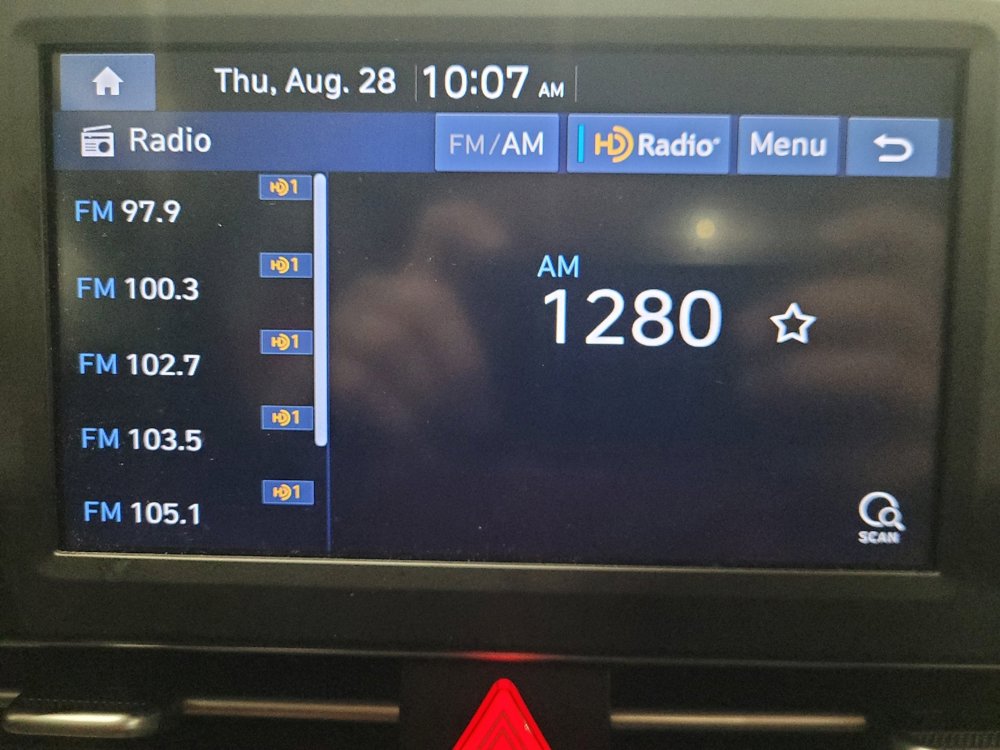 Thu, Aug. 28 10:07 AM
Radio FM/AM HD Radio Menu
FM 97.9 HD1
FM 100.3 HD1
FM 102.7 HD1
FM 103.5 HD1
FM 105.1 HD1
AM
1280
SCAN